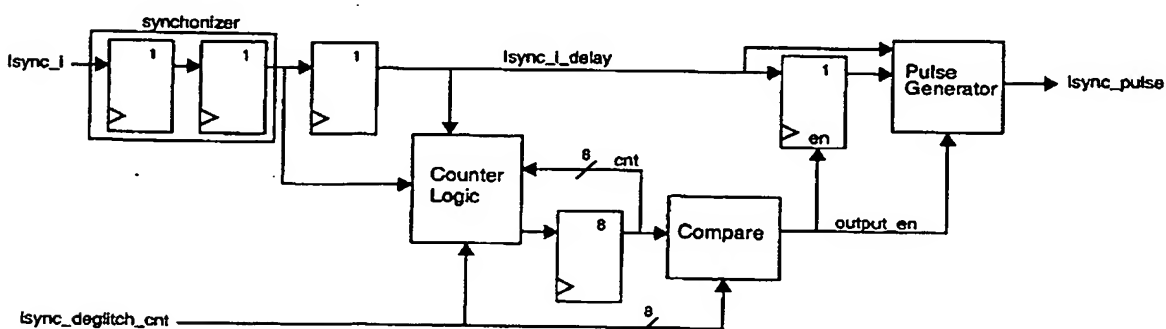 synchonizer
lsync_i
1
1
1
lsync_i_delay
1
en
Pulse
Generator
lsync_pulse
Counter
Logic
8
cnt
8
Compare
output_en
lsync_deglitch_cnt
8